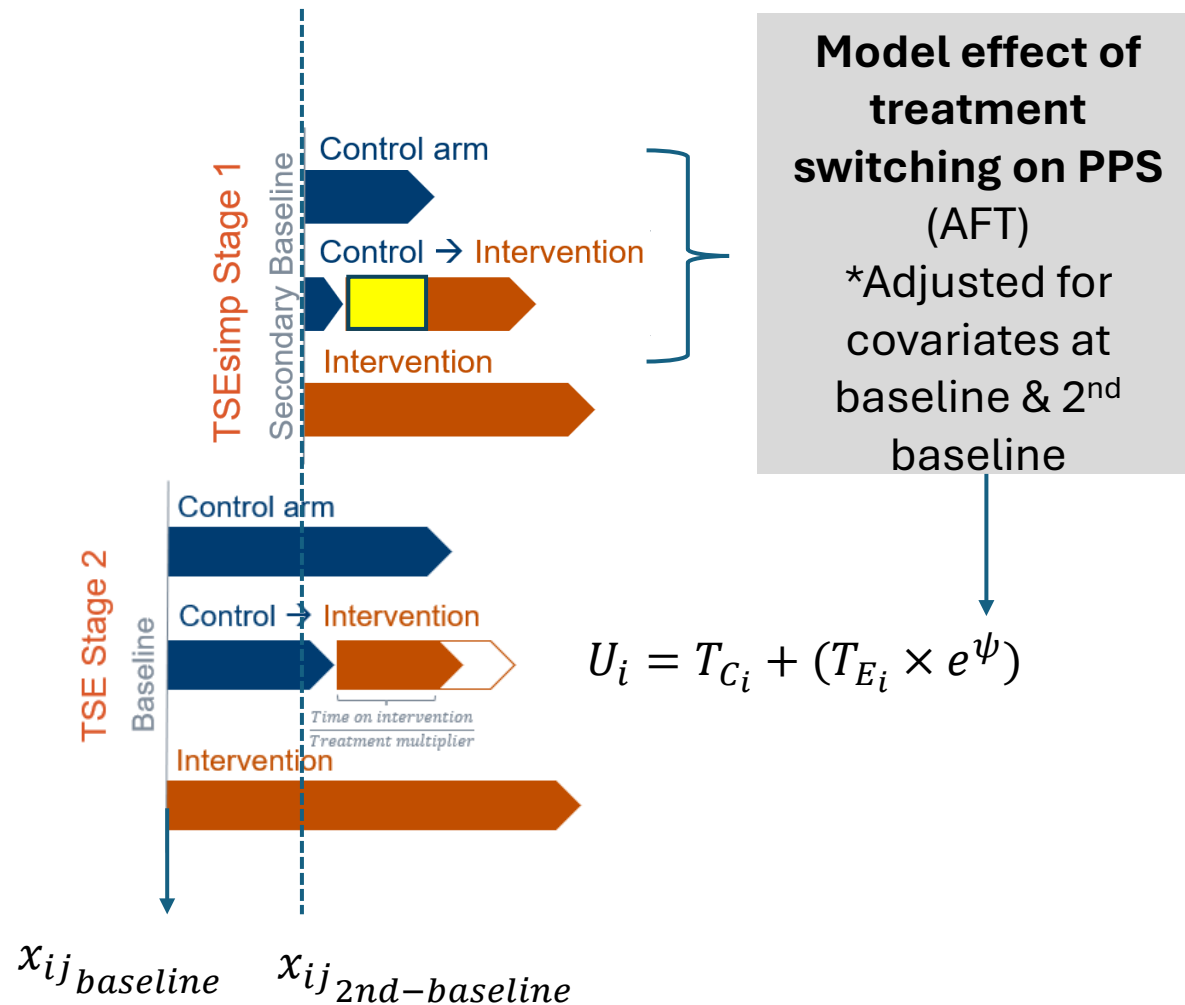 Model effect of
treatment
switching on PPS
(AFT)
*Adjusted for
covariates at
baseline & 2nd
baseline
TSEsimp Stage 1
Secondary Baseline
Control arm
Control → Intervention
Intervention
TSE Stage 2
Baseline
Control arm
Control → Intervention
Time on intervention
Treatment multiplier
Intervention
U_i = T_{C_i} + (T_{E_i} × e^ψ)
x_{ij_{baseline}}
x_{ij_{2nd−baseline}}